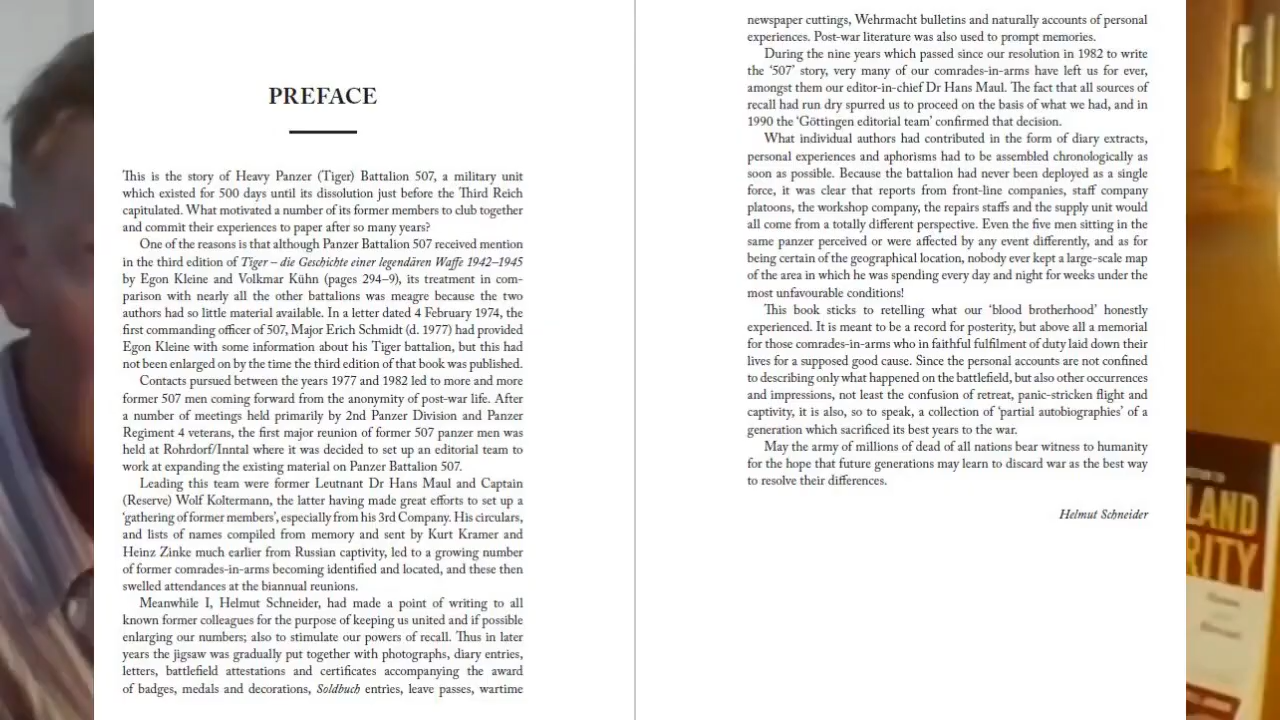 PREFACE
This is the story of Heavy Panzer (Tiger) Battalion 507, a military unit
which existed for 500 days until its dissolution just before the Third Reich
capitulated. What motivated a number of its former members to club together
and commit their experiences to paper after so many years?
One of the reasons is that although Panzer Battalion 507 received mention
in the third edition of Tiger – die Geschichte einer legendären Waffe 1942–1945
by Egon Kleine and Volkmar Kühn (pages 294–9), its treatment in com-
parison with nearly all the other battalions was meagre because the two
authors had so little material available. In a letter dated 4 February 1974, the
first commanding officer of 507, Major Erich Schmidt (d. 1977) had provided
Egon Kleine with some information about his Tiger battalion, but this had
not been enlarged on by the time the third edition of that book was published.
Contacts pursued between the years 1977 and 1982 led to more and more
former 507 men coming forward from the anonymity of post-war life. After
a number of meetings held primarily by 2nd Panzer Division and Panzer
Regiment 4 veterans, the first major reunion of former 507 panzer men was
held at Rohrdorf/Inntal where it was decided to set up an editorial team to
work at expanding the existing material on Panzer Battalion 507.
Leading this team were former Leutnant Dr Hans Maul and Captain
(Reserve) Wolf Koltermann, the latter having made great efforts to set up a
‘gathering of former members’, especially from his 3rd Company. His circulars,
and lists of names compiled from memory and sent by Kurt Kramer and
Heinz Zinke much earlier from Russian captivity, led to a growing number
of former comrades-in-arms becoming identified and located, and these then
swelled attendances at the biannual reunions.
Meanwhile I, Helmut Schneider, had made a point of writing to all
known former colleagues for the purpose of keeping us united and if possible
enlarging our numbers; also to stimulate our powers of recall. Thus in later
years the jigsaw was gradually put together with photographs, diary entries,
letters, battlefield attestations and certificates accompanying the award
of badges, medals and decorations, Soldbuch entries, leave passes, wartime
newspaper cuttings, Wehrmacht bulletins and naturally accounts of personal
experiences. Post-war literature was also used to prompt memories.
During the nine years which passed since our resolution in 1982 to write
the ‘507’ story, very many of our comrades-in-arms have left us for ever,
amongst them our editor-in-chief Dr Hans Maul. The fact that all sources of
recall had run dry spurred us to proceed on the basis of what we had, and in
1990 the ‘Göttingen editorial team’ confirmed that decision.
What individual authors had contributed in the form of diary extracts,
personal experiences and aphorisms had to be assembled chronologically as
soon as possible. Because the battalion had never been deployed as a single
force, it was clear that reports from front-line companies, staff company
platoons, the workshop company, the repairs staffs and the supply unit would
all come from a totally different perspective. Even the five men sitting in the
same panzer perceived or were affected by any event differently, and as for
being certain of the geographical location, nobody ever kept a large-scale map
of the area in which he was spending every day and night for weeks under the
most unfavourable conditions!
This book sticks to retelling what our ‘blood brotherhood’ honestly
experienced. It is meant to be a record for posterity, but above all a memorial
for those comrades-in-arms who in faithful fulfilment of duty laid down their
lives for a supposed good cause. Since the personal accounts are not confined
to describing only what happened on the battlefield, but also other occurrences
and impressions, not least the confusion of retreat, panic-stricken flight and
captivity, it is also, so to speak, a collection of ‘partial autobiographies’ of a
generation which sacrificed its best years to the war.
May the army of millions of dead of all nations bear witness to humanity
for the hope that future generations may learn to discard war as the best way
to resolve their differences.
Helmut Schneider
LAND
RITY